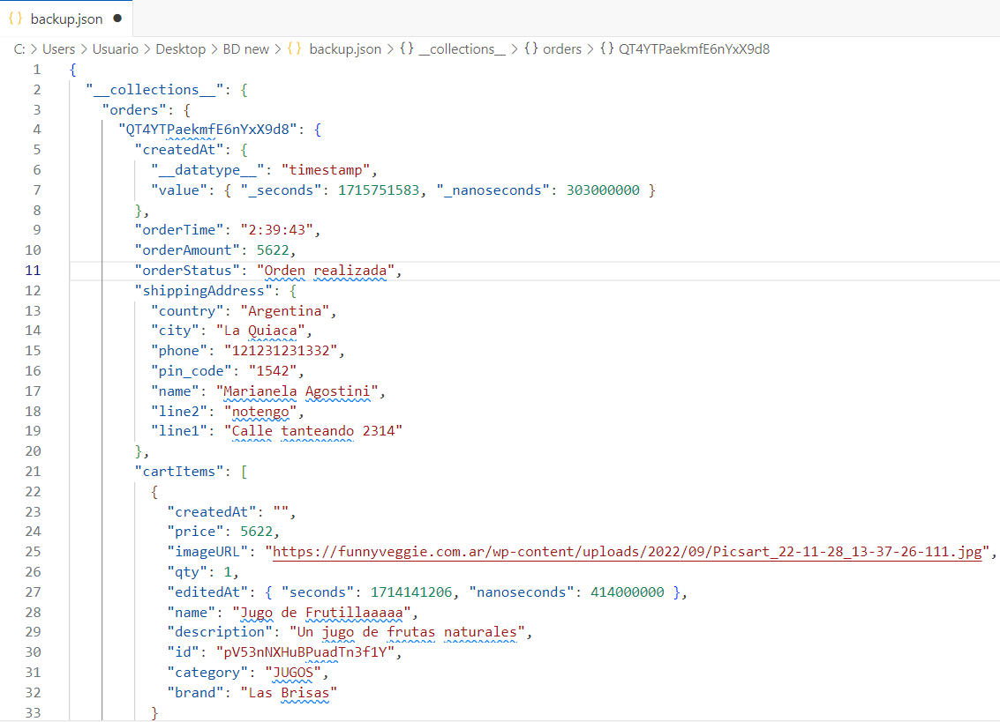 { } backup.json ●
C: > Users > Usuario > Desktop > BD new > { } backup.json > { } __collections__ > { } orders > { } QT4YTPaekmfE6nYxX9d8
1 {
2 "__collections__": {
3 "orders": {
4 "QT4YTPaekmfE6nYxX9d8": {
5 "createdAt": {
6 "__datatype__": "timestamp",
7 "value": { "_seconds": 1715751583, "_nanoseconds": 303000000 }
8 },
9 "orderTime": "2:39:43",
10 "orderAmount": 5622,
11 "orderStatus": "Orden realizada",
12 "shippingAddress": {
13 "country": "Argentina",
14 "city": "La Quiaca",
15 "phone": "121231231332",
16 "pin_code": "1542",
17 "name": "Marianela Agostini",
18 "line2": "notengo",
19 "line1": "Calle tanteando 2314"
20 },
21 "cartItems": [
22 {
23 "createdAt": "",
24 "price": 5622,
25 "imageURL": "https://funnyveggie.com.ar/wp-content/uploads/2022/09/Picsart_22-11-28_13-37-26-111.jpg",
26 "qty": 1,
27 "editedAt": { "seconds": 1714141206, "nanoseconds": 414000000 },
28 "name": "Jugo de Frutillaaaaa",
29 "description": "Un jugo de frutas naturales",
30 "id": "pV53nNXHuBPuadTn3f1Y",
31 "category": "JUGOS",
32 "brand": "Las Brisas"
33 }